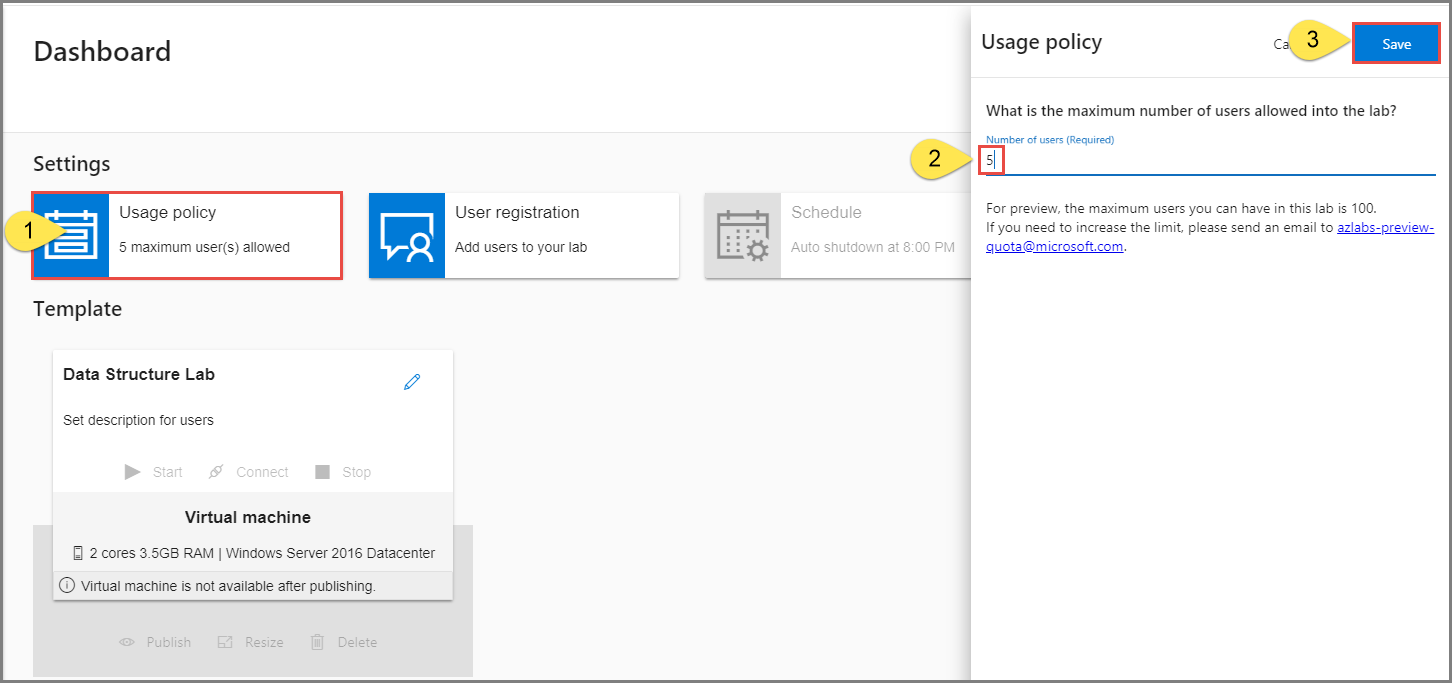 Dashboard
Settings
1
Usage policy
5 maximum user(s) allowed
User registration
Add users to your lab
Schedule
Auto shutdown at 8:00 PM
Template
Data Structure Lab
Set description for users
Start
Connect
Stop
Virtual machine
2 cores 3.5GB RAM | Windows Server 2016 Datacenter
Virtual machine is not available after publishing.
Publish
Resize
Delete
Usage policy
3
Save
What is the maximum number of users allowed into the lab?
Number of users (Required)
2
5
For preview, the maximum users you can have in this lab is 100.
If you need to increase the limit, please send an email to azlabs-preview-
quota@microsoft.com.